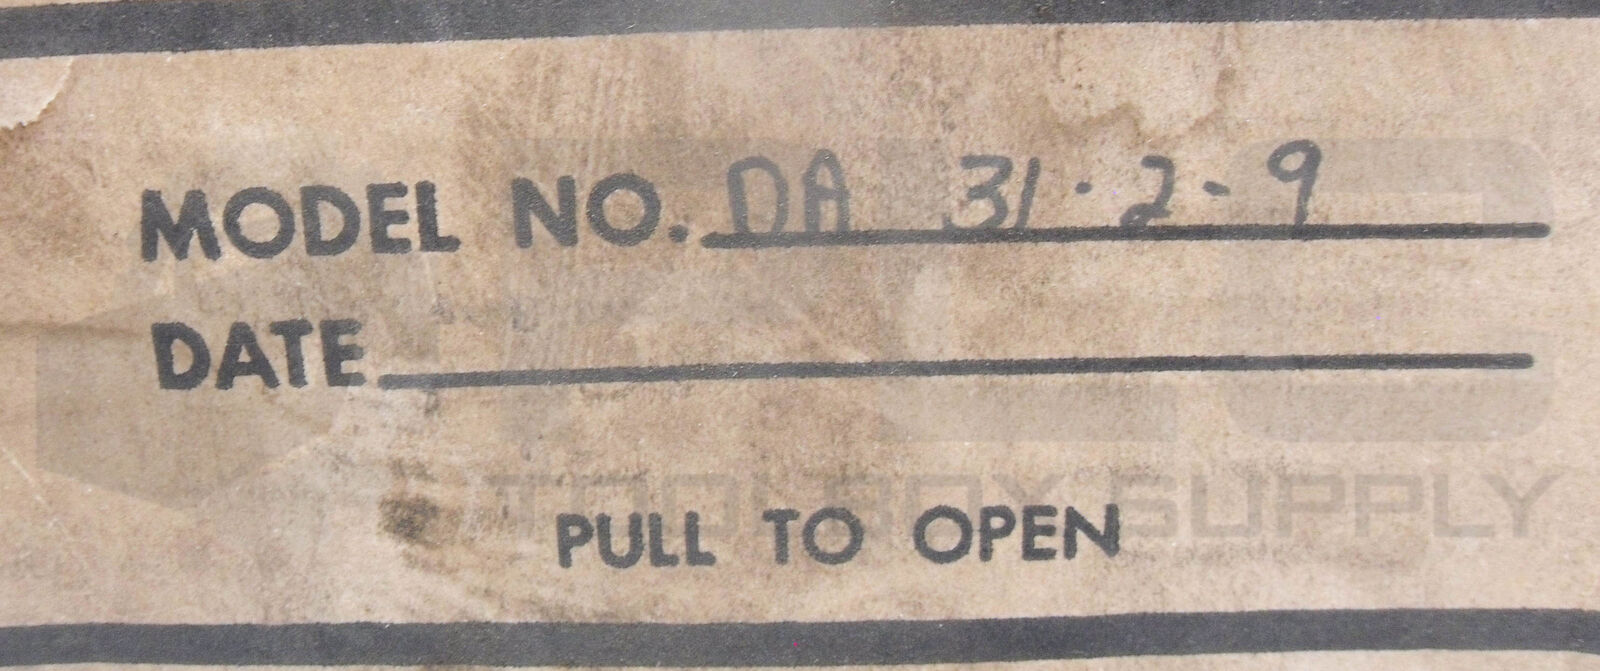 MODEL NO. DA 31-2-9
DATE
PULL TO OPEN
TOOLBOX SUPPLY